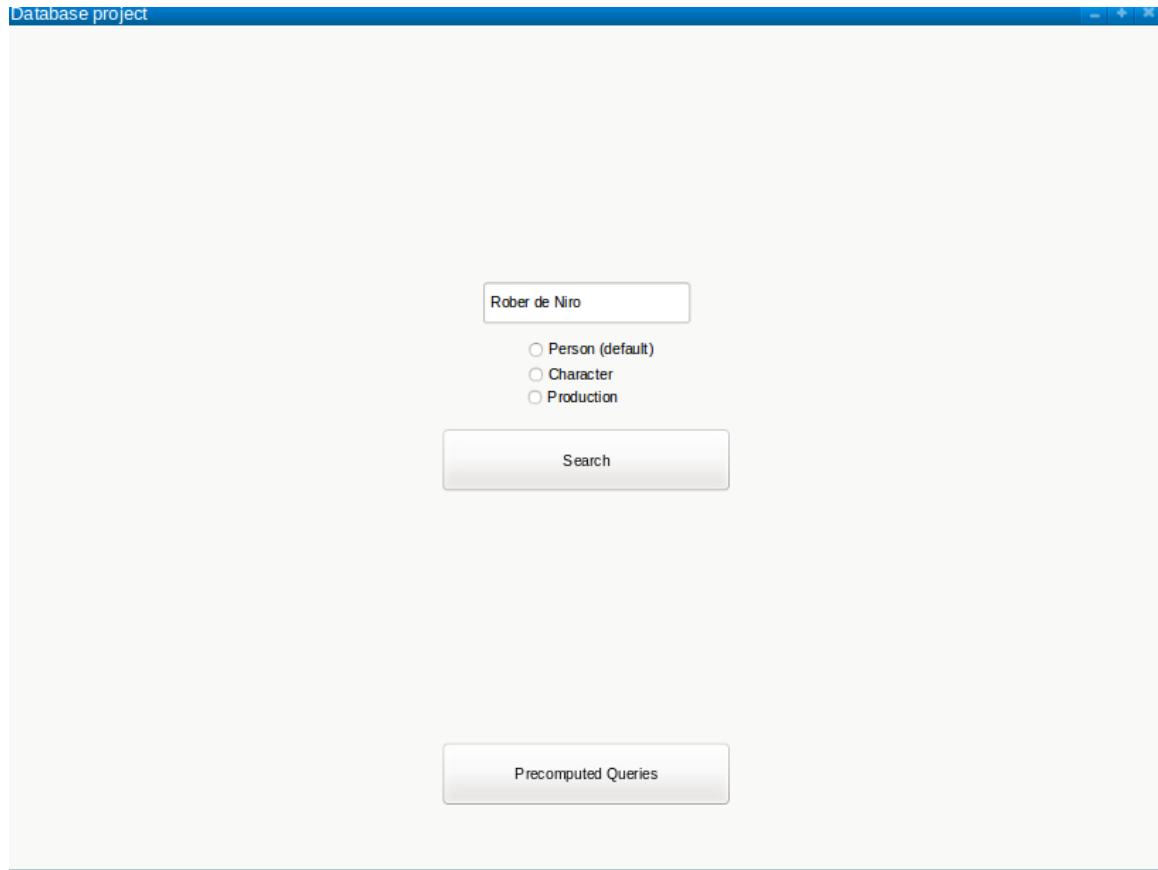 Database project
Rober de Niro
Person (default)
Character
Production
Search
Precomputed Queries